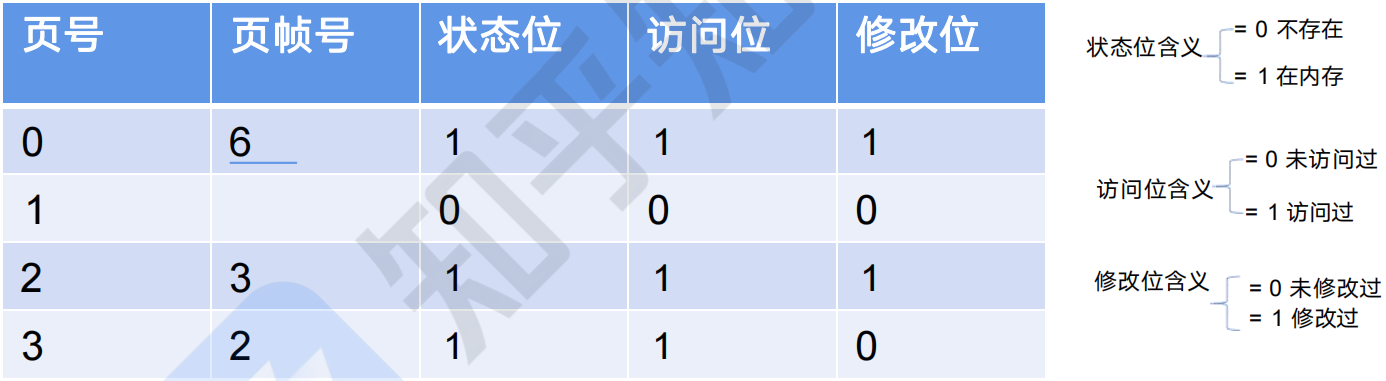 页号 页帧号 状态位 访问位 修改位
0 6 1 1 1
1 0 0 0
2 3 1 1 1
3 2 1 1 0
状态位含义
= 0 不存在
= 1 在内存
访问位含义
= 0 未访问过
= 1 访问过
修改位含义
= 0 未修改过
= 1 修改过
知乎知